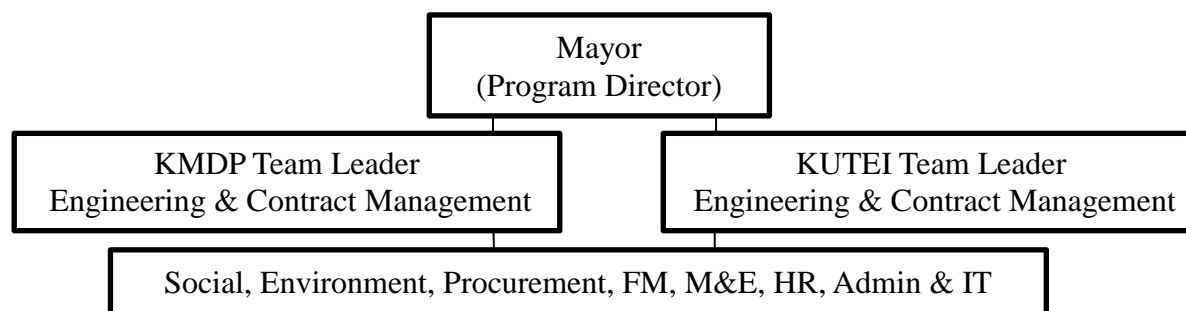 Mayor
(Program Director)
KMDP Team Leader
Engineering & Contract Management
KUTEI Team Leader
Engineering & Contract Management
Social, Environment, Procurement, FM, M&E, HR, Admin & IT